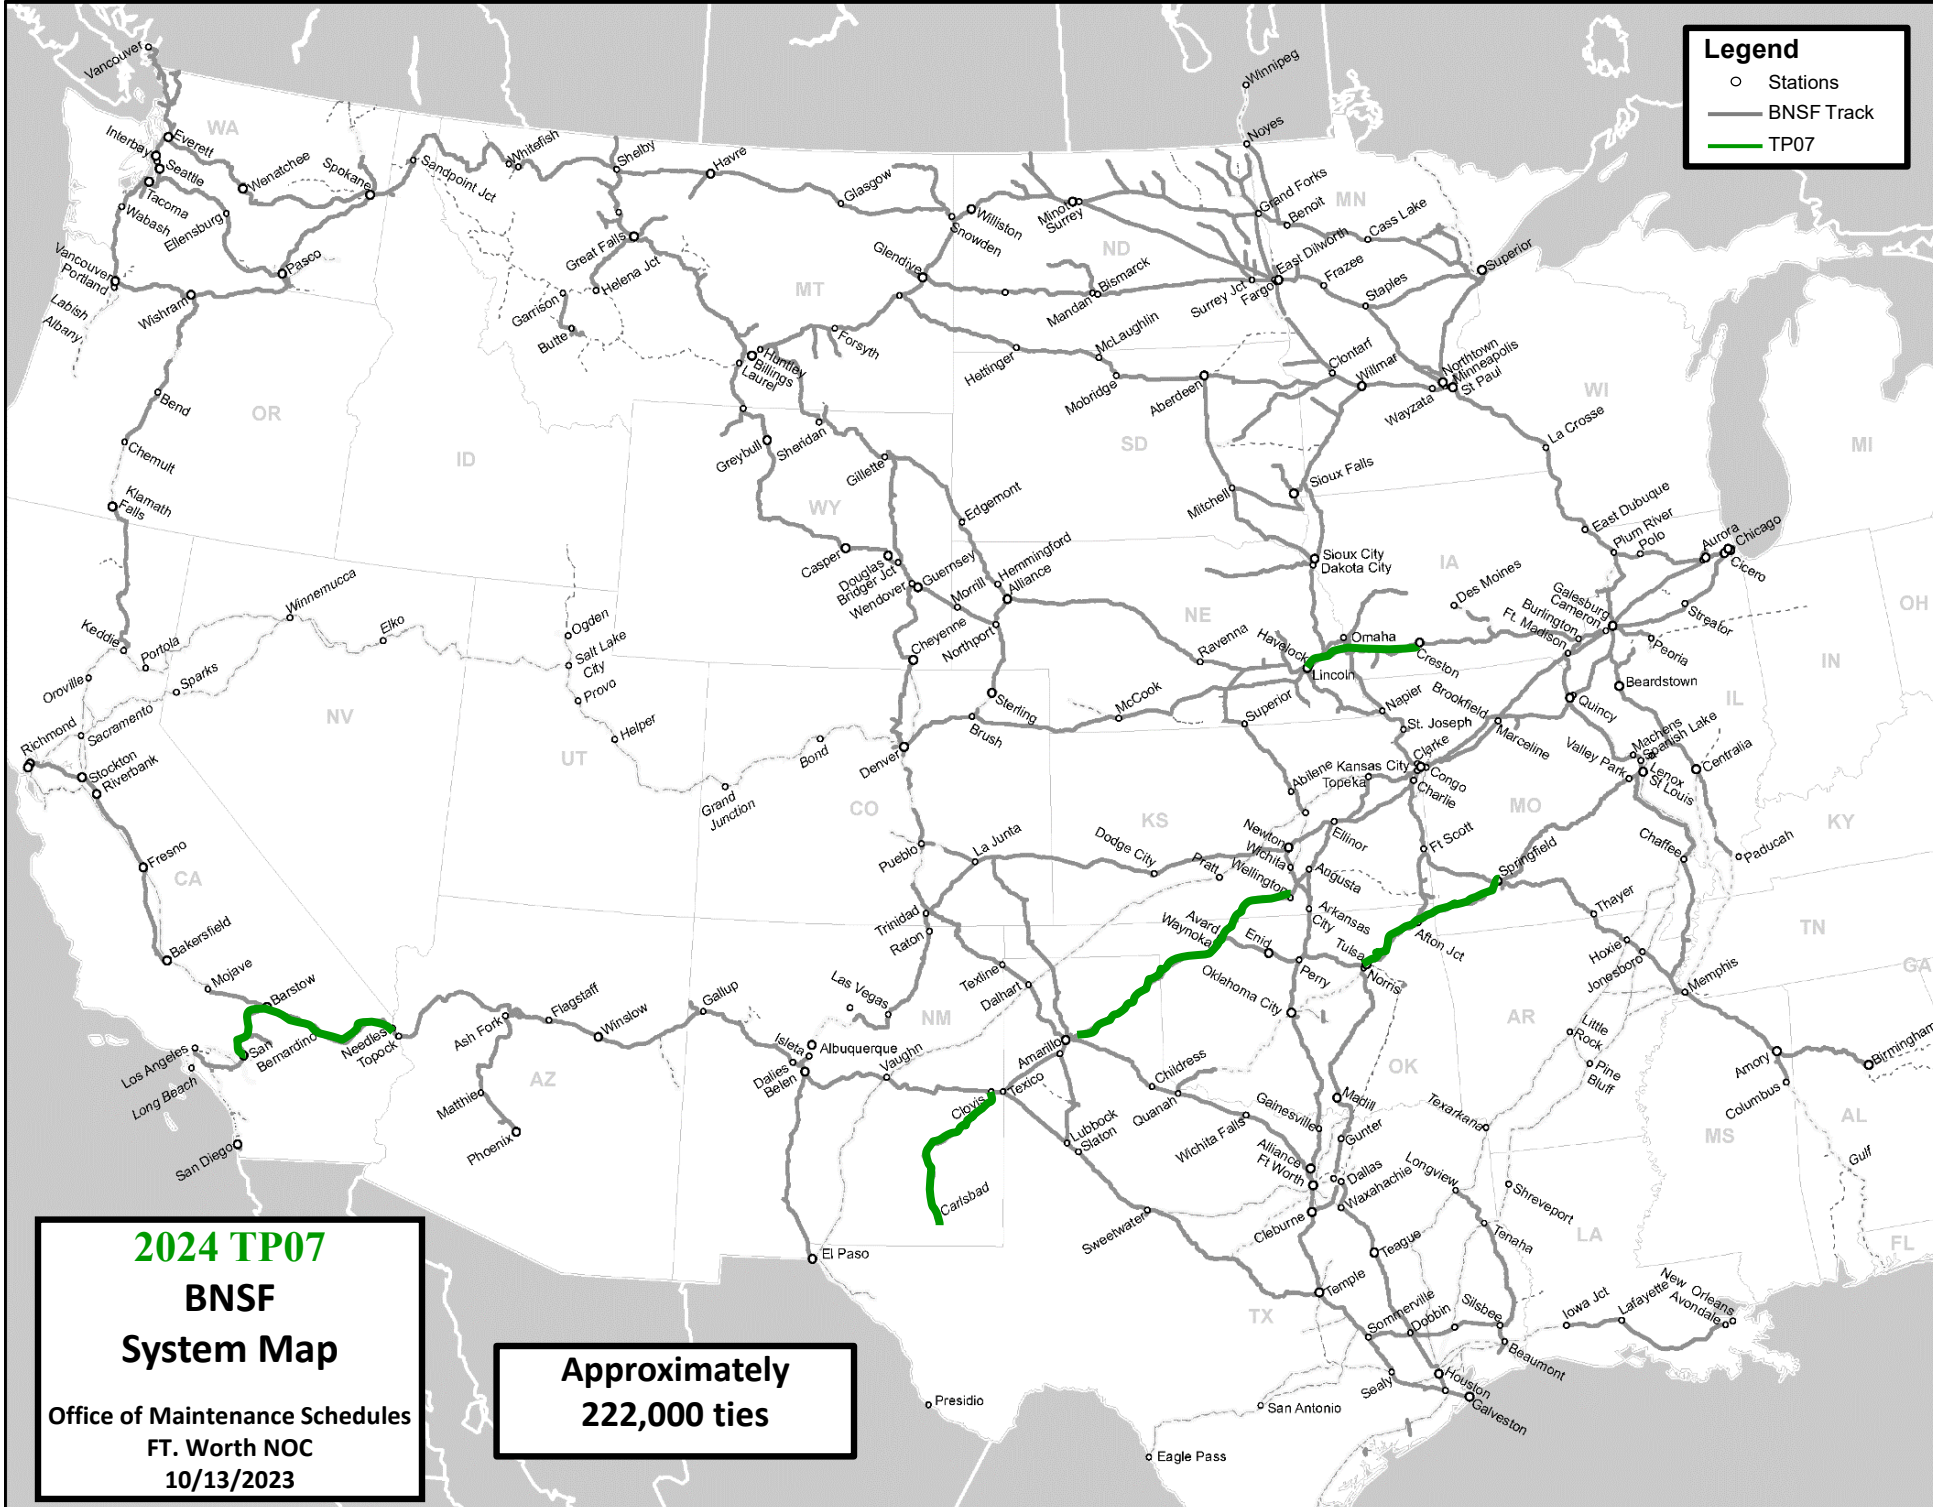 Legend
Stations
BNSF Track
TP07
Vancouver
Winnipeg
Noyes
WA
Everett
Interbay
Seattle
Tacoma
Wabash
Ellensburg
Wenatchee
Spokane
Sandpoint Jct
Whitefish
Shelby
Havre
Glasgow
Snowden
Williston
Minot
Surrey
Grand Forks
Benoit
MN
Cass Lake
Superior
Vancouver
Portland
Labish
Albany
Wishram
Pasco
Great Falls
Helena Jct
Garrison
Butte
MT
Glendive
ND
Mandan
Bismarck
Surrey Jct
Fargo
East Dilworth
Frazee
Staples
Huntley
Billings
Laurel
Forsyth
Hettinger
McLaughlin
Mobridge
Aberdeen
Clontarf
Willmar
Wayzata
Northtown
Minneapolis
St Paul
WI
La Crosse
MI
Bend
OR
ID
Chemult
Klamath
Falls
Greybull
Sheridan
Gillette
WY
SD
Edgemont
Mitchell
Sioux Falls
Casper
Douglas
Bridger Jct
Wendover
Guernsey
Morrill
Hemmingford
Alliance
Northport
Cheyenne
NE
Sioux City
Dakota City
IA
Des Moines
East Dubuque
Plum River
Polo
Aurora
Chicago
Cicero
Streator
Galesburg
Cameron
Burlington
Ft. Madison
Peoria
OH
IN
IL
Keddie
Portola
Winnemucca
Elko
Ogden
Salt Lake
City
Provo
Helper
Oroville
Sparks
Sacramento
NV
UT
Richmond
Stockton
Riverbank
Grand
Junction
Bond
Denver
Sterling
Brush
McCook
Ravenna
Havelock
Lincoln
Omaha
Creston
Superior
Napier
St. Joseph
Brookfield
Marceline
Quincy
Beardstown
Clarke
Kansas City
Congo
Charlie
Topeka
Abilene
Valley Park
Machens
Spanish Lake
Lenox
St Louis
Centralia
MO
KY
CO
KS
Fresno
CA
Pueblo
La Junta
Dodge City
Pratt
Newton
Wichita
Wellington
Ellinor
Augusta
Ft Scott
Springfield
Chaffee
Paducah
Thayer
TN
GA
Bakersfield
Mojave
Barstow
Trinidad
Raton
Avard
Waynoka
Enid
Arkansas
City
Tulsa
Afton Jct
Norris
Perry
Hoxie
Jonesboro
Memphis
Los Angeles
Long Beach
San
Bernardino
Needles
Topock
Ash Fork
Flagstaff
Winslow
Gallup
Las Vegas
NM
Texline
Dalhart
Oklahoma City
Isleta
Albuquerque
Dalies
Belen
Vaughn
Amarillo
Clovis
Texico
Childress
Quanah
OK
AR
Little
Rock
Pine
Bluff
Amory
Columbus
Birmingham
AZ
Matthie
Phoenix
San Diego
Lubbock
Slaton
Wichita Falls
Gainesville
Madill
Gunter
Texarkana
MS
AL
Gulf
Carlsbad
El Paso
Sweetwater
Alliance
Ft Worth
Dallas
Waxahachie
Cleburne
Longview
Shreveport
Tenaha
LA
FL
Teague
Temple
TX
Somerville
Dobbin
Silsbee
Beaumont
Iowa Jct
Lafayette
New Orleans
Avondale
Sealy
Houston
Galveston
San Antonio
Eagle Pass
Presidio
2024 TP07
BNSF
System Map
Office of Maintenance Schedules
FT. Worth NOC
10/13/2023
Approximately
222,000 ties